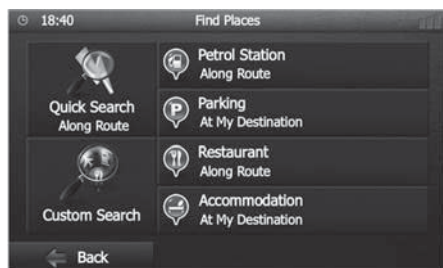 18:40 Find Places
Quick Search
Along Route
Custom Search
Petrol Station
Along Route
P Parking
At My Destination
Restaurant
Along Route
Accommodation
At My Destination
Back